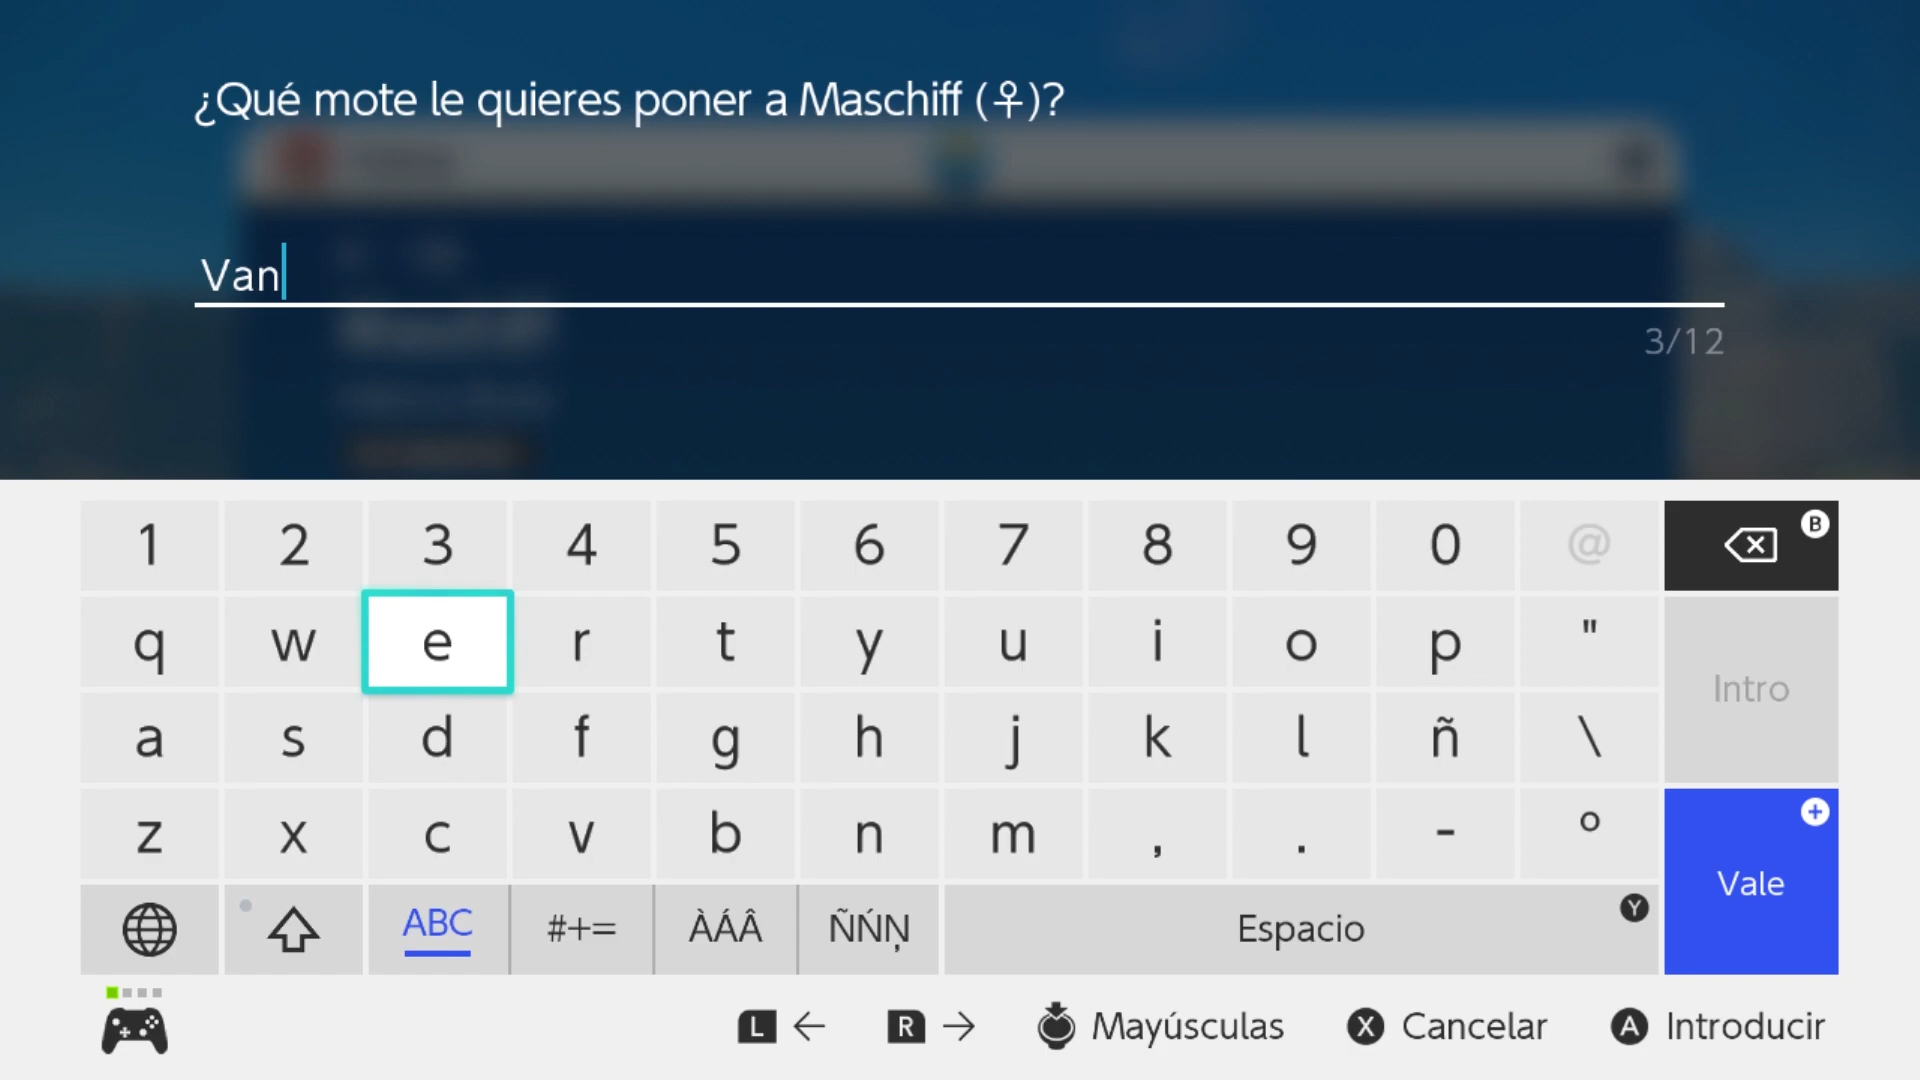 ¿Qué mote le quieres poner a Maschiff (♀)?
Van
3/12
1 2 3 4 5 6 7 8 9 0 @ B
q w e r t y u i o p " Intro
a s d f g h j k l ñ \
z x c v b n m , . - º + Vale
ABC #+= ÀÁÂ ÑŃŅ Espacio Y
L ← R → Mayúsculas X Cancelar A Introducir